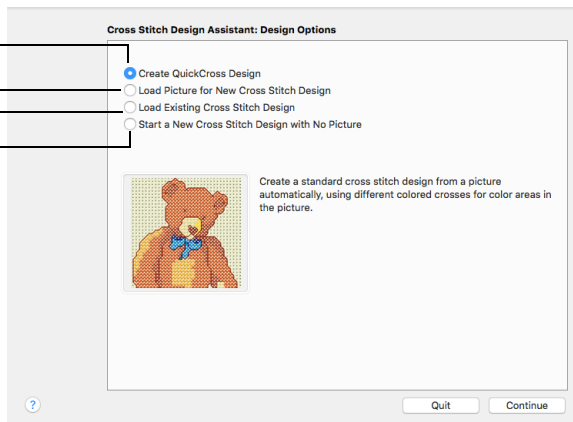 Cross Stitch Design Assistant: Design Options
Create QuickCross Design
Load Picture for New Cross Stitch Design
Load Existing Cross Stitch Design
Start a New Cross Stitch Design with No Picture
Create a standard cross stitch design from a picture
automatically, using different colored crosses for color areas in
the picture.
?
Quit
Continue